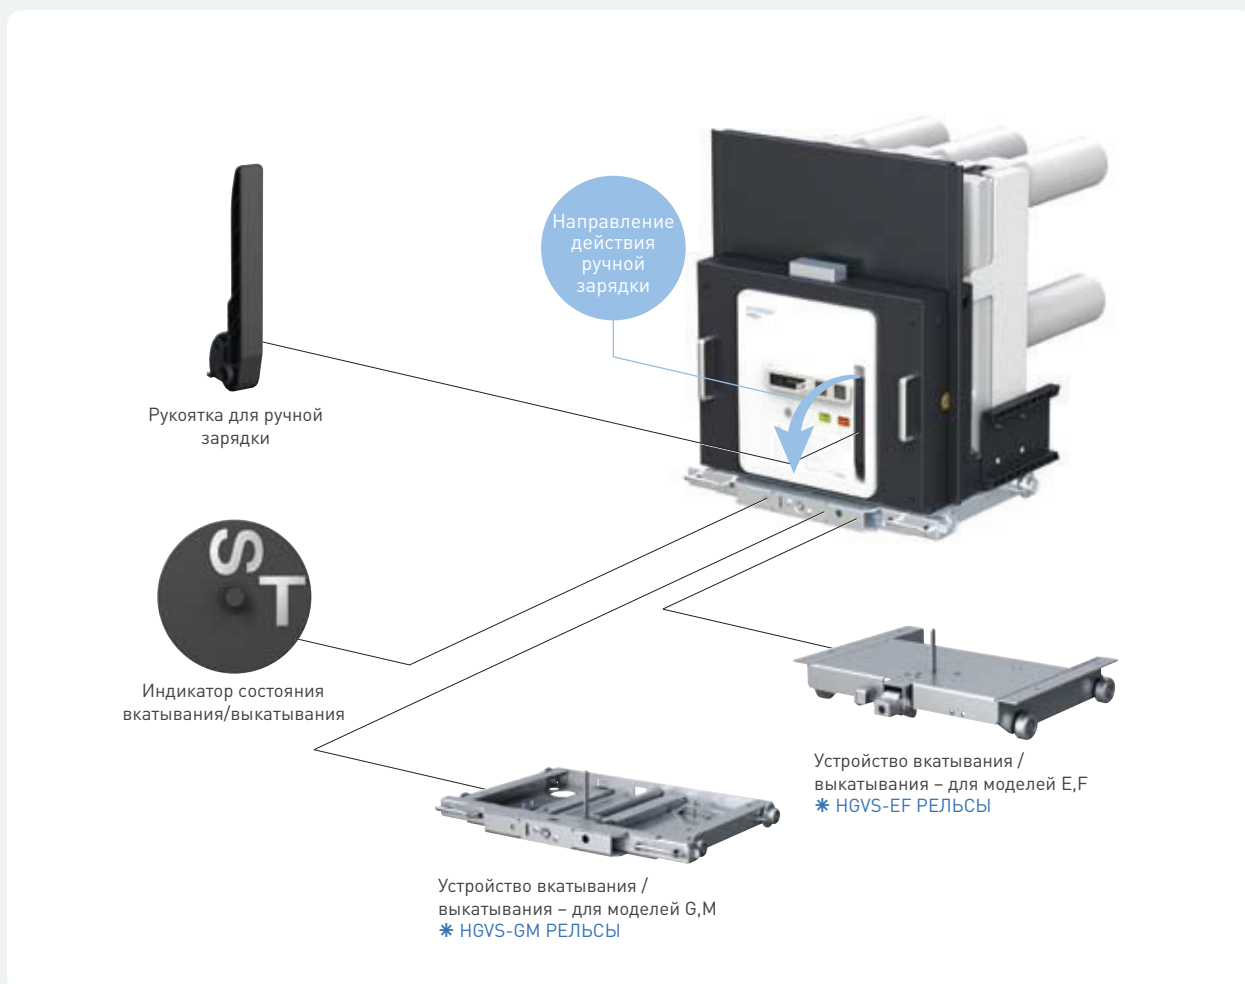 Направление
действия
ручной
зарядки
Рукоятка для ручной
зарядки
S
T
Индикатор состояния
вкатывания/выкатывания
Устройство вкатывания /
выкатывания – для моделей E,F
✱ HGVS-EF РЕЛЬСЫ
Устройство вкатывания /
выкатывания – для моделей G,M
✱ HGVS-GM РЕЛЬСЫ